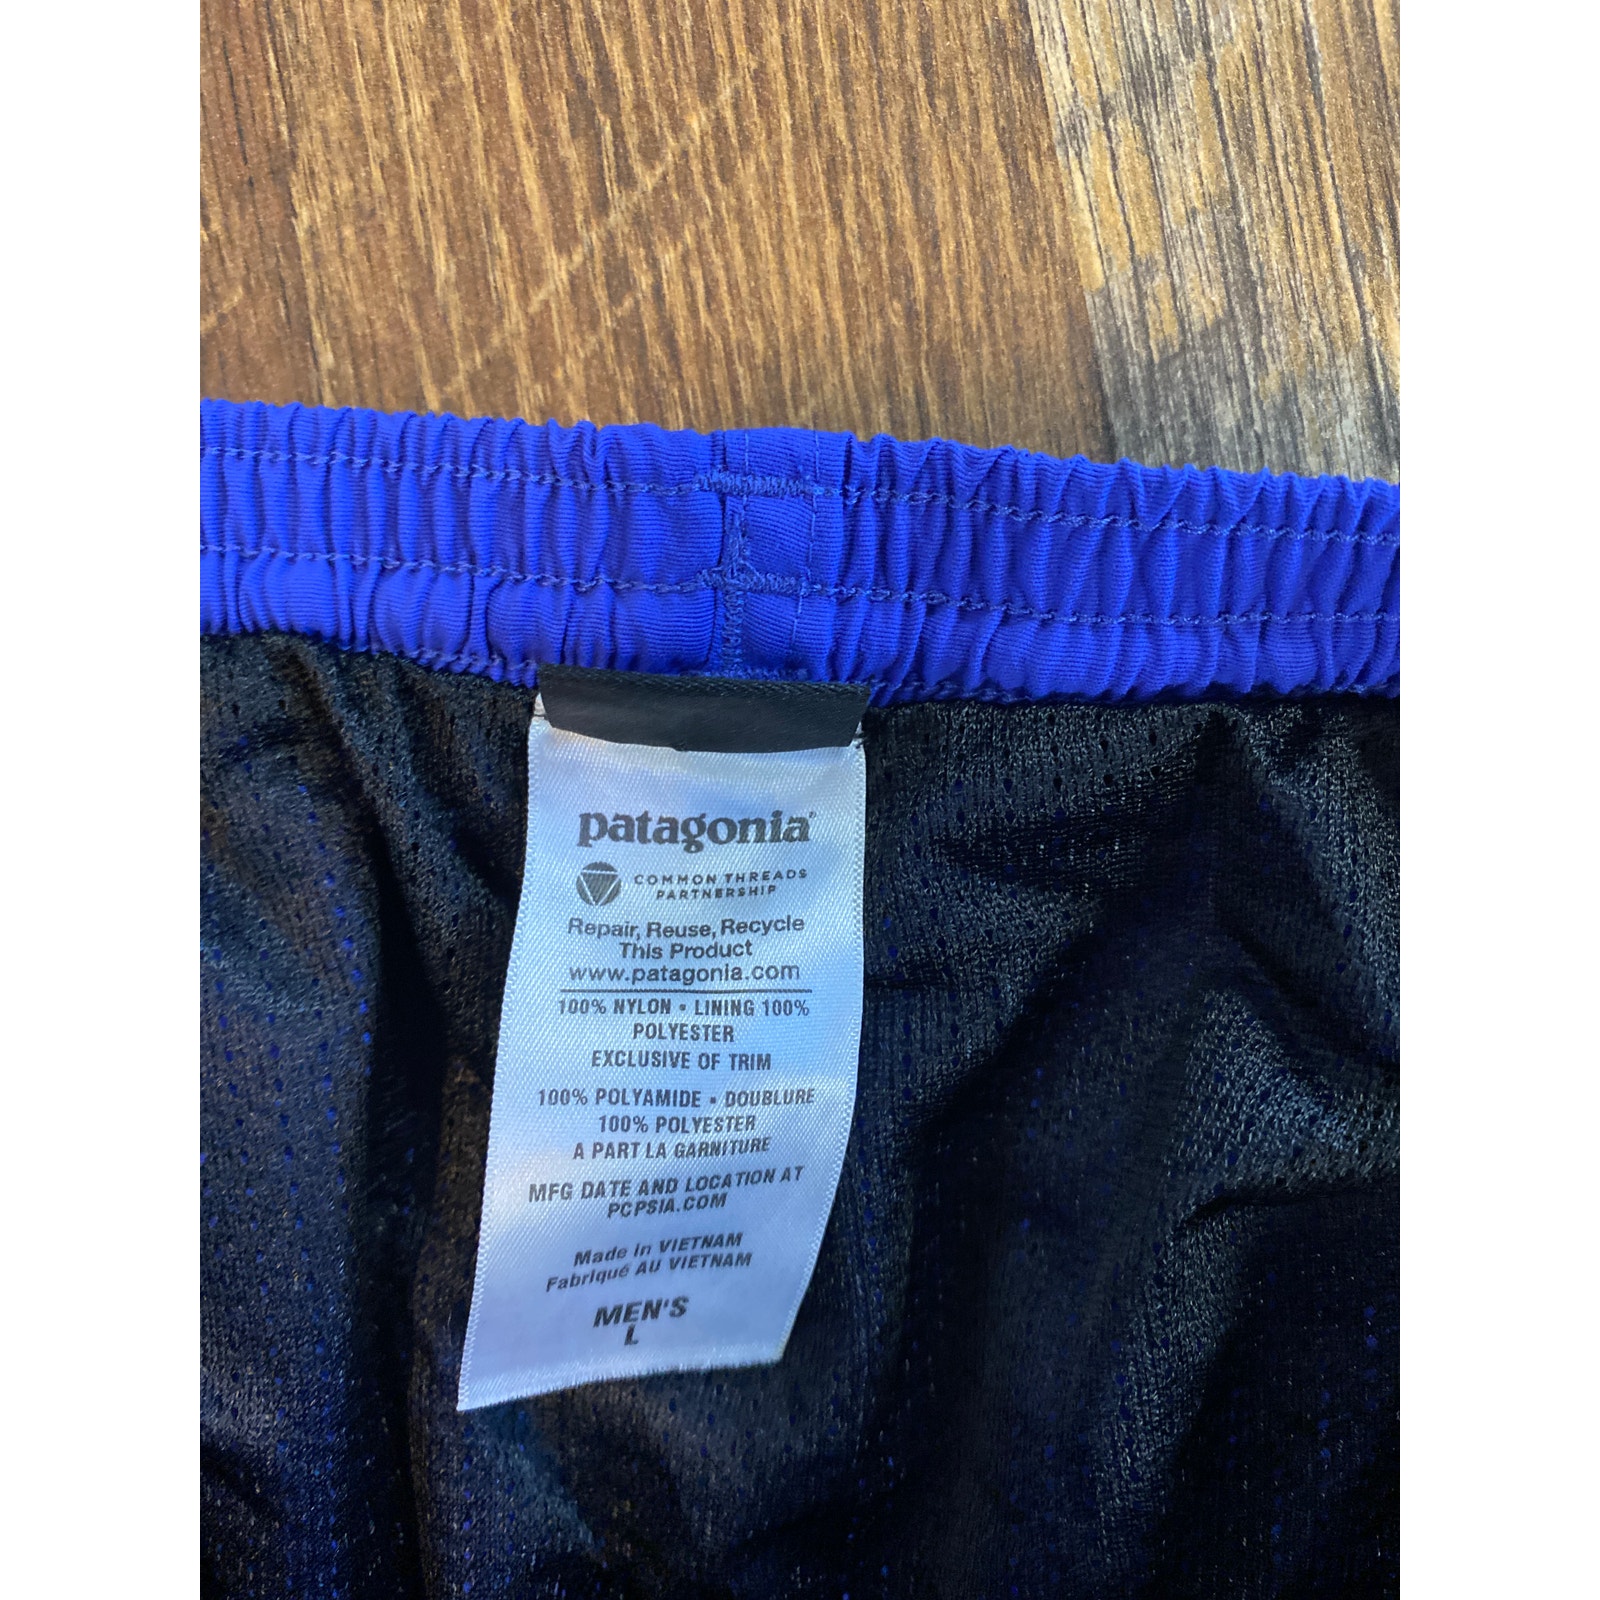 patagonia®
COMMON THREADS
PARTNERSHIP
Repair, Reuse, Recycle
This Product
www.patagonia.com
100% NYLON • LINING 100%
POLYESTER
EXCLUSIVE OF TRIM
100% POLYAMIDE • DOUBLURE
100% POLYESTER
A PART LA GARNITURE
MFG DATE AND LOCATION AT
PCPSIA.COM
Made in VIETNAM
Fabriqué AU VIETNAM
MEN'S
L